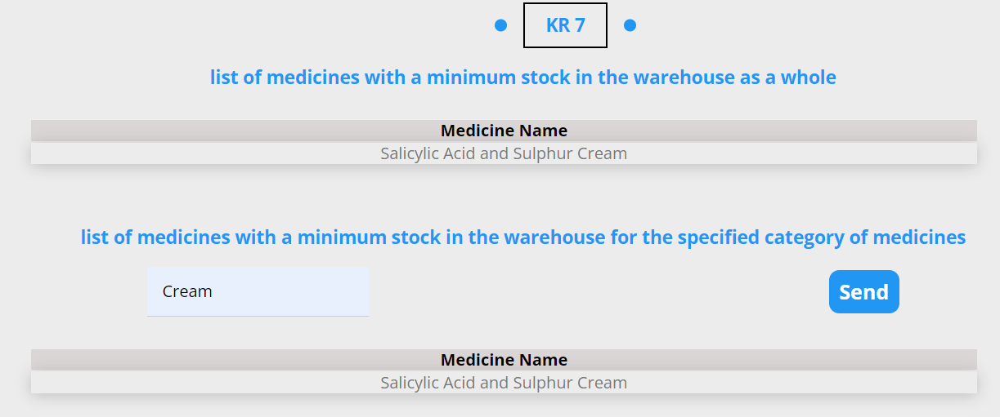 KR 7
list of medicines with a minimum stock in the warehouse as a whole
Medicine Name
Salicylic Acid and Sulphur Cream
list of medicines with a minimum stock in the warehouse for the specified category of medicines
Cream
Send
Medicine Name
Salicylic Acid and Sulphur Cream